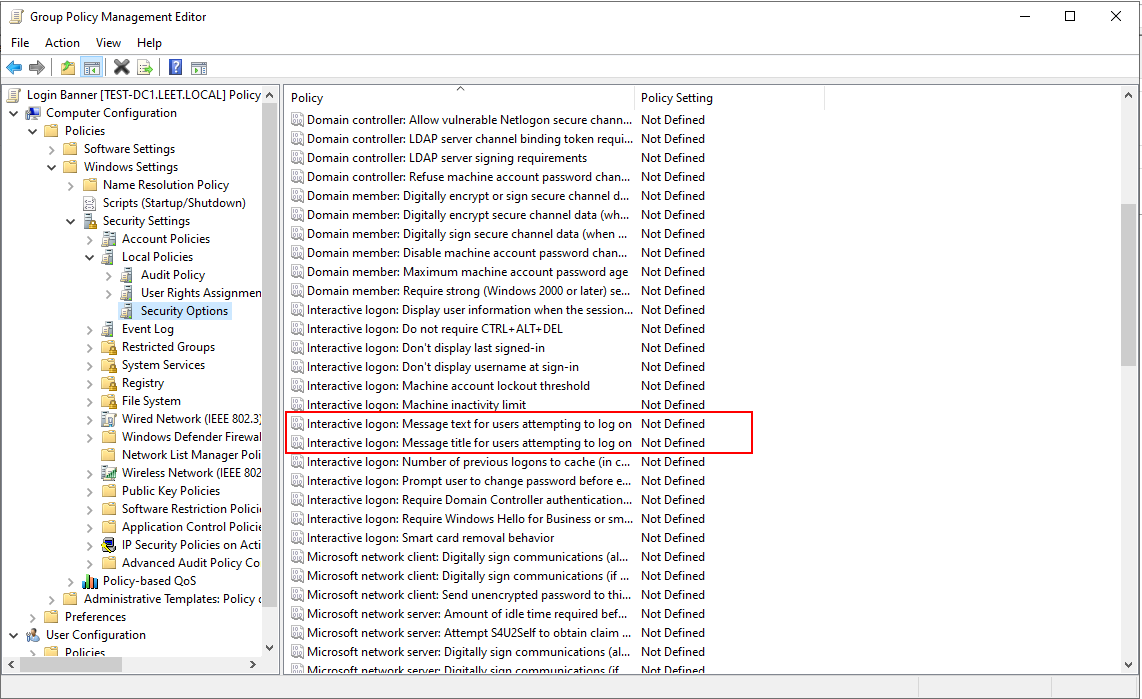 Group Policy Management Editor
File Action View Help
Login Banner [TEST-DC1.LEET.LOCAL] Policy
Computer Configuration
Policies
Software Settings
Windows Settings
Name Resolution Policy
Scripts (Startup/Shutdown)
Security Settings
Account Policies
Local Policies
Audit Policy
User Rights Assignmen
Security Options
Event Log
Restricted Groups
System Services
Registry
File System
Wired Network (IEEE 802.3)
Windows Defender Firewal
Network List Manager Poli
Wireless Network (IEEE 802
Public Key Policies
Software Restriction Polici
Application Control Policie
IP Security Policies on Acti
Advanced Audit Policy Co
Policy-based QoS
Administrative Templates: Policy
Preferences
User Configuration
Policies
Policy Policy Setting
Domain controller: Allow vulnerable Netlogon secure chann... Not Defined
Domain controller: LDAP server channel binding token requi... Not Defined
Domain controller: LDAP server signing requirements Not Defined
Domain controller: Refuse machine account password chan... Not Defined
Domain member: Digitally encrypt or sign secure channel d... Not Defined
Domain member: Digitally encrypt secure channel data (wh... Not Defined
Domain member: Digitally sign secure channel data (when ... Not Defined
Domain member: Disable machine account password chan... Not Defined
Domain member: Maximum machine account password age Not Defined
Domain member: Require strong (Windows 2000 or later) se... Not Defined
Interactive logon: Display user information when the session... Not Defined
Interactive logon: Do not require CTRL+ALT+DEL Not Defined
Interactive logon: Don't display last signed-in Not Defined
Interactive logon: Don't display username at sign-in Not Defined
Interactive logon: Machine account lockout threshold Not Defined
Interactive logon: Machine inactivity limit Not Defined
Interactive logon: Message text for users attempting to log on Not Defined
Interactive logon: Message title for users attempting to log on Not Defined
Interactive logon: Number of previous logons to cache (in c... Not Defined
Interactive logon: Prompt user to change password before e... Not Defined
Interactive logon: Require Domain Controller authentication... Not Defined
Interactive logon: Require Windows Hello for Business or sm... Not Defined
Interactive logon: Smart card removal behavior Not Defined
Microsoft network client: Digitally sign communications (al... Not Defined
Microsoft network client: Digitally sign communications (if ... Not Defined
Microsoft network client: Send unencrypted password to thi... Not Defined
Microsoft network server: Amount of idle time required bef... Not Defined
Microsoft network server: Attempt S4U2Self to obtain claim ... Not Defined
Microsoft network server: Digitally sign communications (al... Not Defined
Microsoft network server: Digitally sign communications (if Not Defined